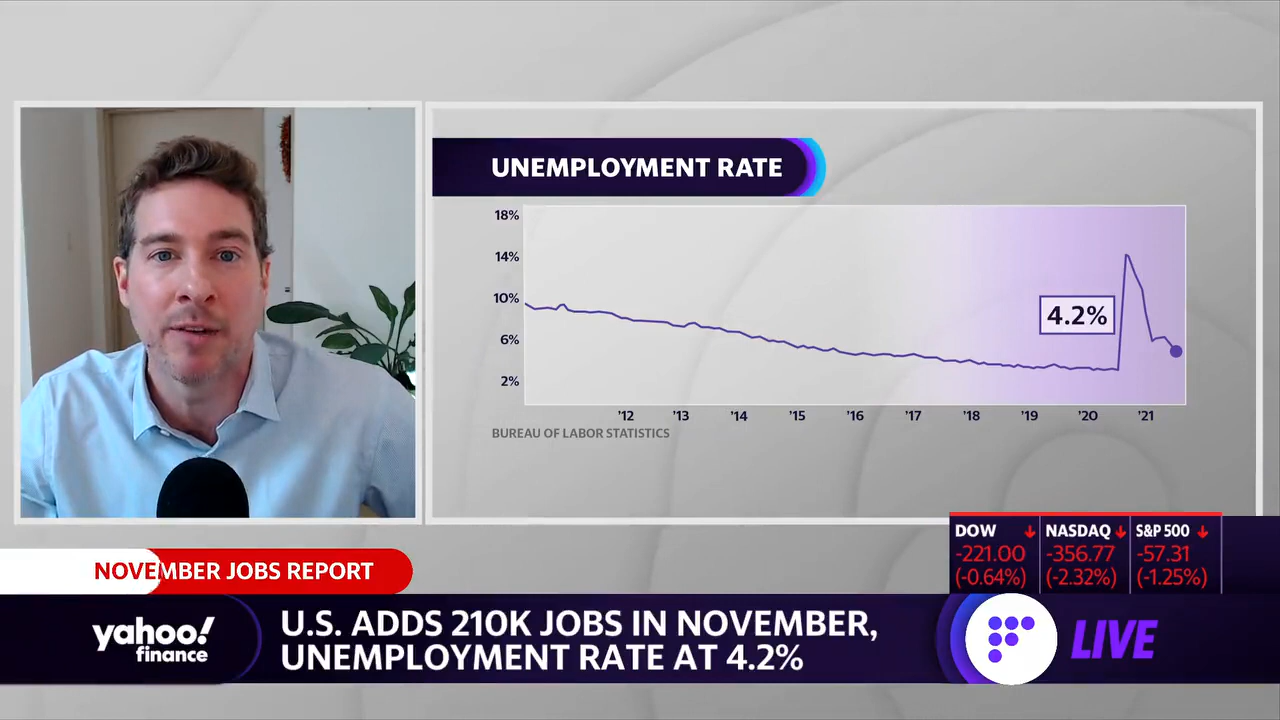 UNEMPLOYMENT RATE
18%
14%
10%
6%
2%
4.2%
'12 '13 '14 '15 '16 '17 '18 '19 '20 '21
BUREAU OF LABOR STATISTICS
DOW NASDAQ S&P 500
-221.00 -356.77 -57.31
(-0.64%) (-2.32%) (-1.25%)
NOVEMBER JOBS REPORT
yahoo!
finance
U.S. ADDS 210K JOBS IN NOVEMBER,
UNEMPLOYMENT RATE AT 4.2%
LIVE